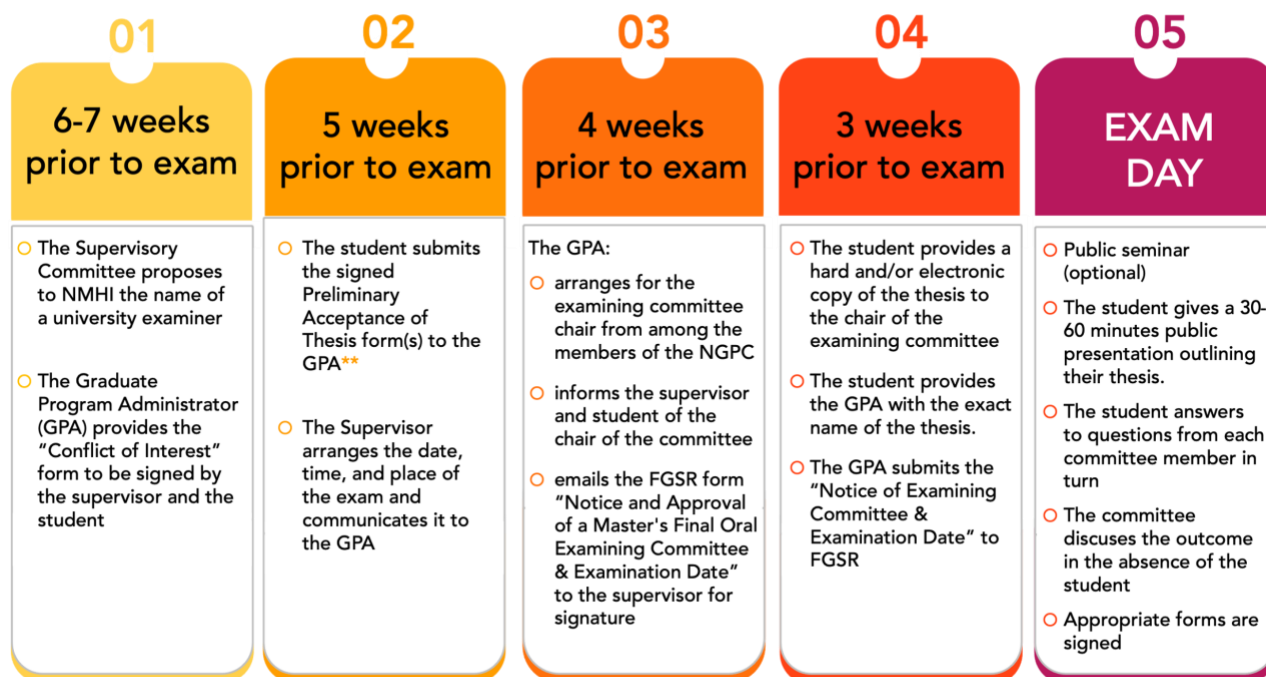 01
6-7 weeks
prior to exam
The Supervisory
Committee proposes
to NMHI the name of
a university examiner
The Graduate
Program Administrator
(GPA) provides the
“Conflict of Interest”
form to be signed by
the supervisor and the
student
02
5 weeks
prior to exam
The student submits
the signed
Preliminary
Acceptance of
Thesis form(s) to the
GPA**
The Supervisor
arranges the date,
time, and place of
the exam and
communicates it to
the GPA
03
4 weeks
prior to exam
The GPA:
arranges for the
examining committee
chair from among the
members of the NGPC
informs the supervisor
and student of the
chair of the committee
emails the FGSR form
“Notice and Approval
of a Master's Final Oral
Examining Committee
& Examination Date”
to the supervisor for
signature
04
3 weeks
prior to exam
The student provides a
hard and/or electronic
copy of the thesis to
the chair of the
examining committee
The student provides
the GPA with the exact
name of the thesis.
The GPA submits the
“Notice of Examining
Committee &
Examination Date” to
FGSR
05
EXAM
DAY
Public seminar
(optional)
The student gives a 30-
60 minutes public
presentation outlining
their thesis.
The student answers
to questions from each
committee member in
turn
The committee
discusses the outcome
in the absence of the
student
Appropriate forms are
signed